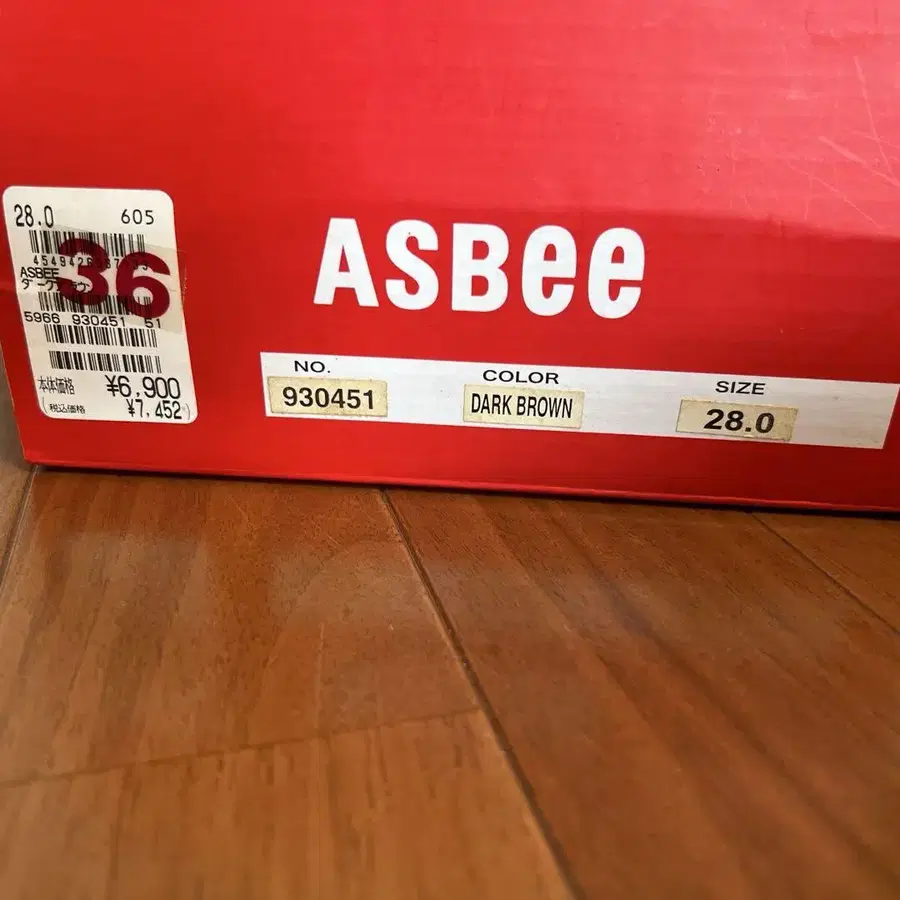 28.0 605
36
ASBEE
5966 930451 51
本体価格 ¥6,900
(税込価格 ¥7,452)
ASBee
NO. COLOR SIZE
930451 DARK BROWN 28.0